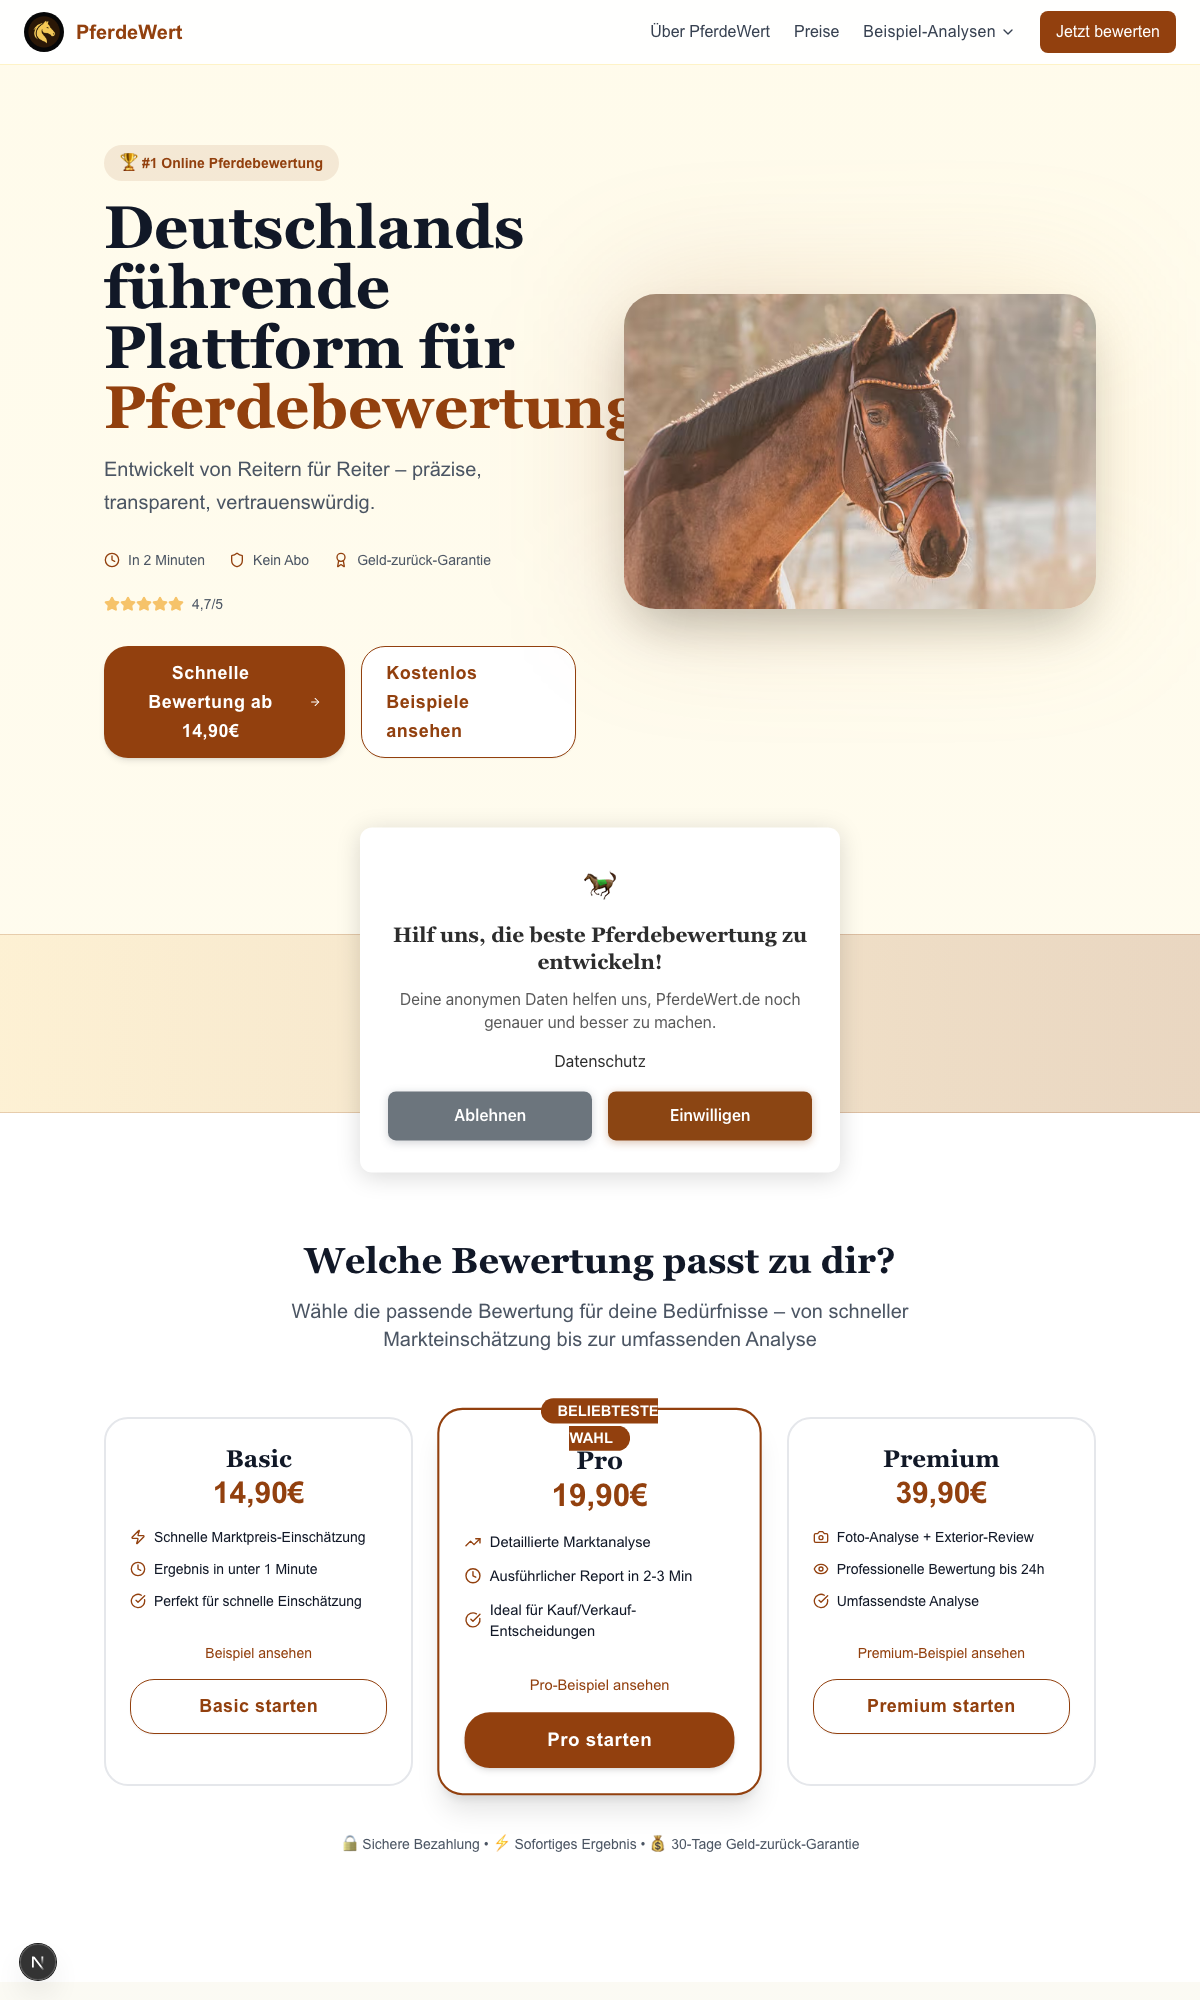 PferdeWert
Über PferdeWert
Preise
Beispiel-Analysen
Jetzt bewerten
🏆 #1 Online Pferdebewertung
Deutschlands
führende
Plattform für
Pferdebewertung
Entwickelt von Reitern für Reiter – präzise,
transparent, vertrauenswürdig.
In 2 Minuten
Kein Abo
Geld-zurück-Garantie
4,7/5
Schnelle
Bewertung ab
14,90€
Kostenlos
Beispiele
ansehen
Hilf uns, die beste Pferdebewertung zu
entwickeln!
Deine anonymen Daten helfen uns, PferdeWert.de noch
genauer und besser zu machen.
Datenschutz
Ablehnen
Einwilligen
Welche Bewertung passt zu dir?
Wähle die passende Bewertung für deine Bedürfnisse – von schneller
Markteinschätzung bis zur umfassenden Analyse
Basic
14,90€
Schnelle Marktpreis-Einschätzung
Ergebnis in unter 1 Minute
Perfekt für schnelle Einschätzung
Beispiel ansehen
Basic starten
BELIEBTESTE
WAHL
Pro
19,90€
Detaillierte Marktanalyse
Ausführlicher Report in 2-3 Min
Ideal für Kauf/Verkauf-
Entscheidungen
Pro-Beispiel ansehen
Pro starten
Premium
39,90€
Foto-Analyse + Exterior-Review
Professionelle Bewertung bis 24h
Umfassendste Analyse
Premium-Beispiel ansehen
Premium starten
🔒 Sichere Bezahlung • ⚡ Sofortiges Ergebnis • 💰 30-Tage Geld-zurück-Garantie
N